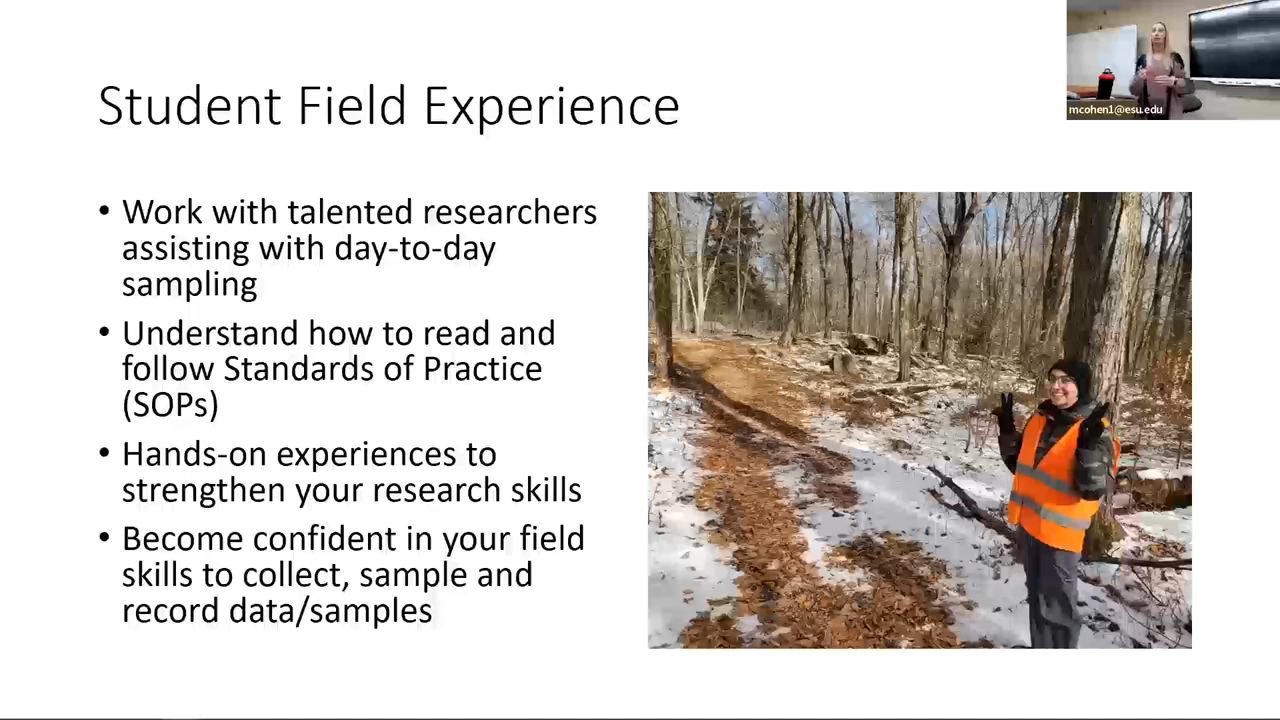 mcohen1@esu.edu
Student Field Experience
• Work with talented researchers
assisting with day-to-day
sampling
• Understand how to read and
follow Standards of Practice
(SOPs)
• Hands-on experiences to
strengthen your research skills
• Become confident in your field
skills to collect, sample and
record data/samples